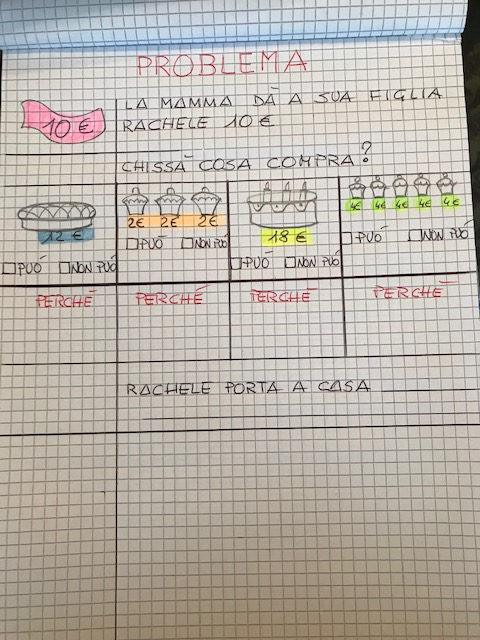 PROBLEMA
10 €
LA MAMMA DÀ A SUA FIGLIA
RACHELE 10 €
CHISSÀ COSA COMPRA?
12 €
□ PUÒ □ NON PUÒ
2€ 2€ 2€
□ PUÒ □ NON PUÒ
18 €
□ PUÒ □ NON PUÒ
4€ 4€ 4€ 4€ 4€
□ PUÒ □ NON PUÒ
PERCHÉ PERCHÉ PERCHÉ PERCHÉ
RACHELE PORTA A CASA